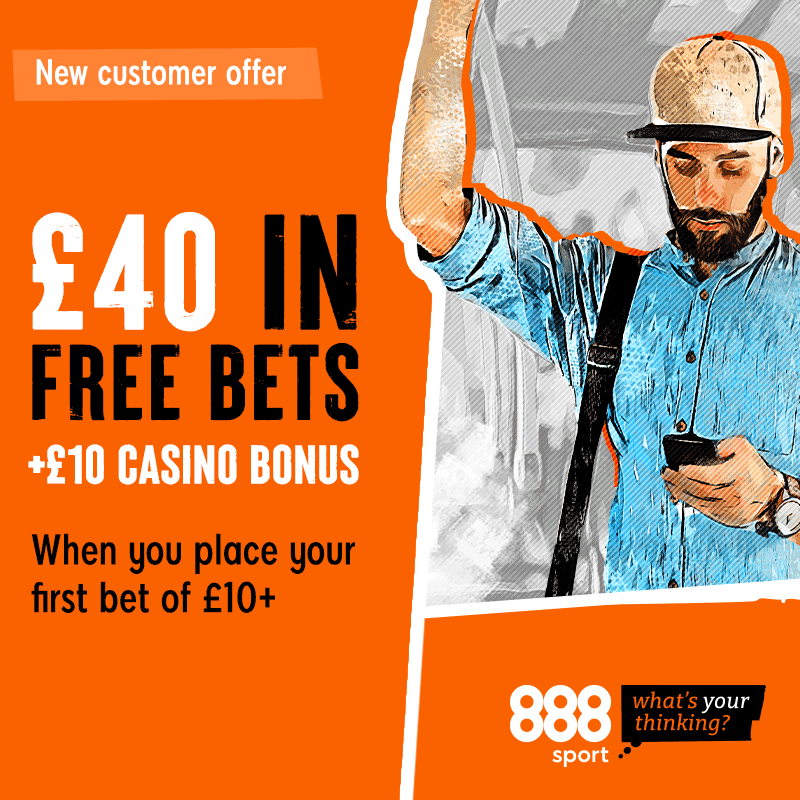 New customer offer
£40 IN
FREE BETS
+£10 CASINO BONUS
When you place your
first bet of £10+
888
sport
what's your
thinking?